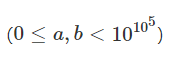 (0 ≤ a, b < 10^{10^5})